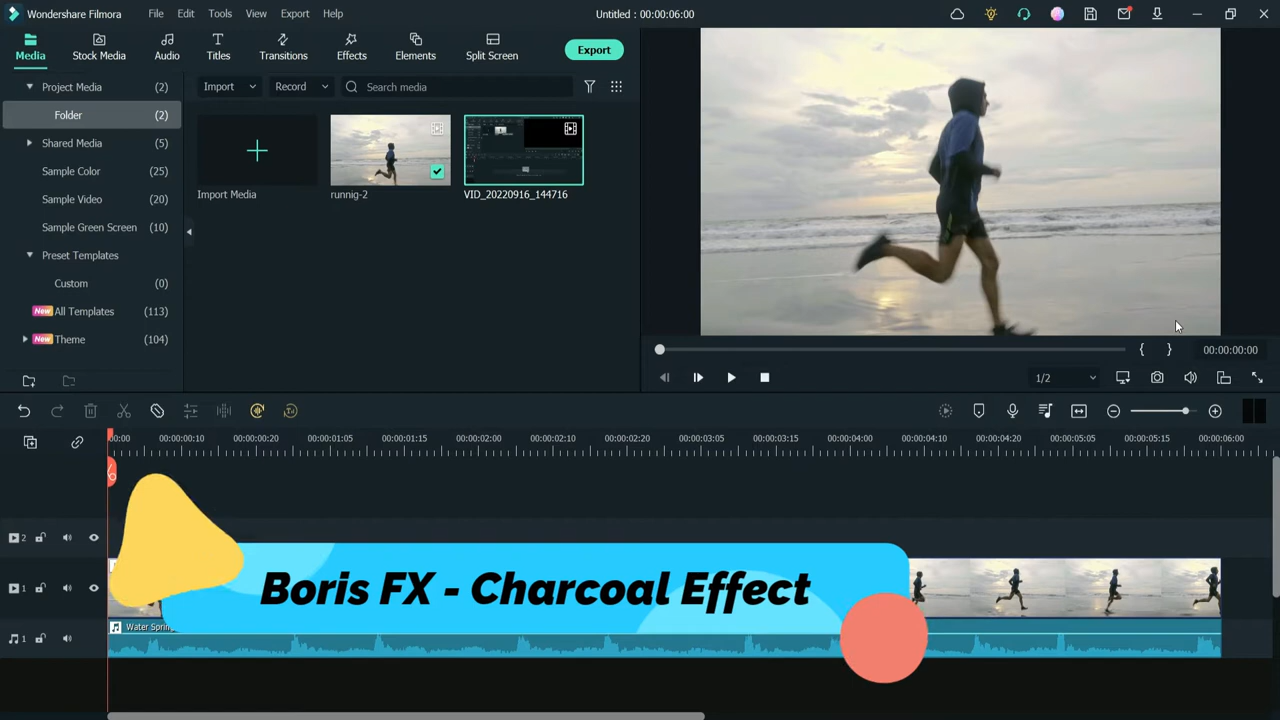 Wondershare Filmora
File
Edit
Tools
View
Export
Help
Untitled : 00:00:06:00
Media
Stock Media
Audio
Titles
Transitions
Effects
Elements
Split Screen
Export
Project Media (2)
Folder (2)
Shared Media (5)
Sample Color (25)
Sample Video (20)
Sample Green Screen (10)
Preset Templates
Custom (0)
New All Templates (113)
New Theme (104)
Import
Record
Search media
Import Media
runnig-2
VID_20220916_144716
00:00:00:00
1/2
:00:00 00:00:00:10 00:00:00:20 00:00:01:05 00:00:01:15 00:00:02:00 00:00:02:10 00:00:02:20 00:00:03:05 00:00:03:15 00:00:04:00 00:00:04:10 00:00:04:20 00:00:05:05 00:00:05:15 00:00:06:00
2
1
Boris FX - Charcoal Effect
Water Sprin
1